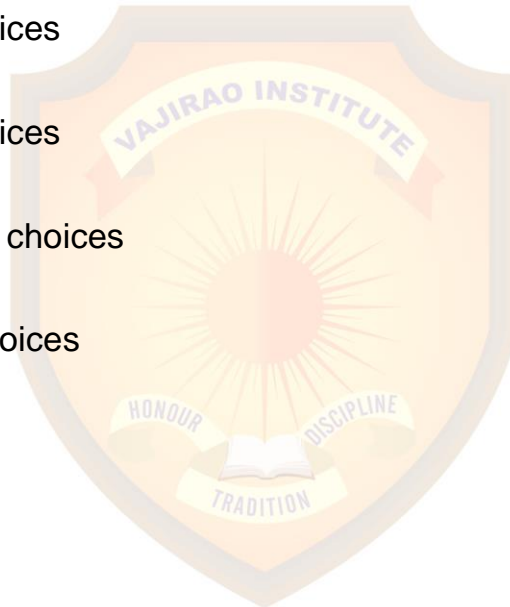 ices
VAJIRAO INSTITUTE
ices
choices
oices
HONOUR
DISCIPLINE
TRADITION